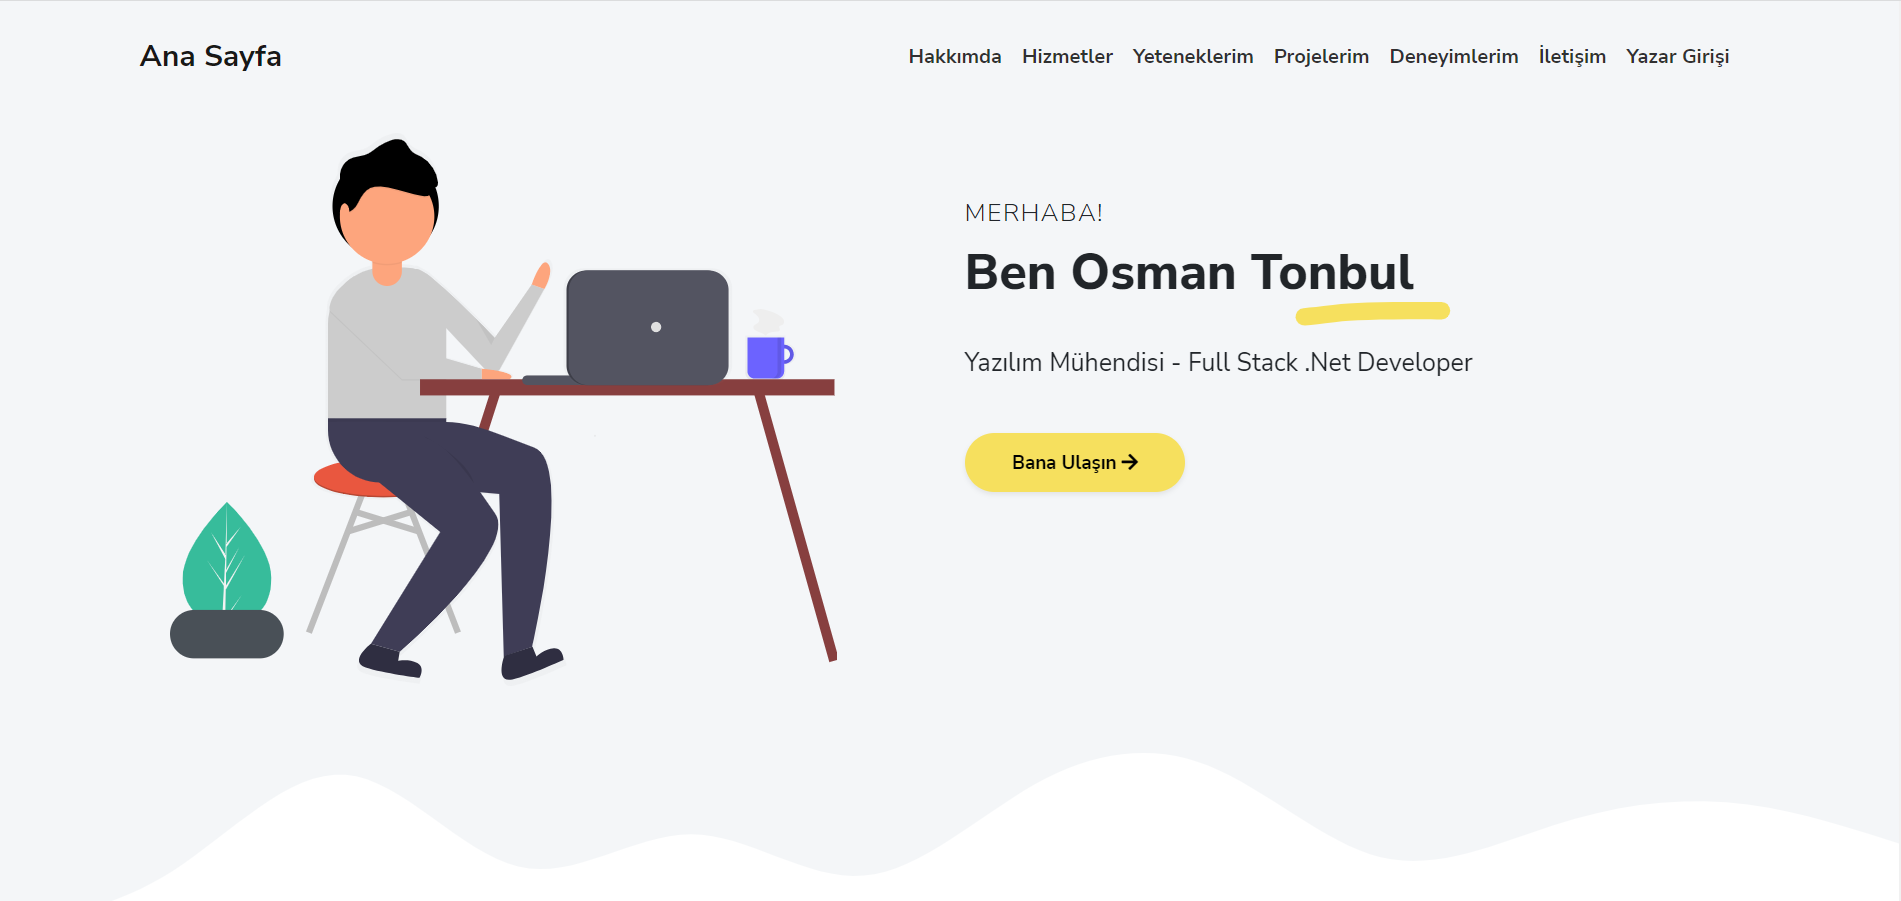 Ana Sayfa
Hakkımda Hizmetler Yeteneklerim Projelerim Deneyimlerim İletişim Yazar Girişi
MERHABA!
Ben Osman Tonbul
Yazılım Mühendisi - Full Stack .Net Developer
Bana Ulaşın →